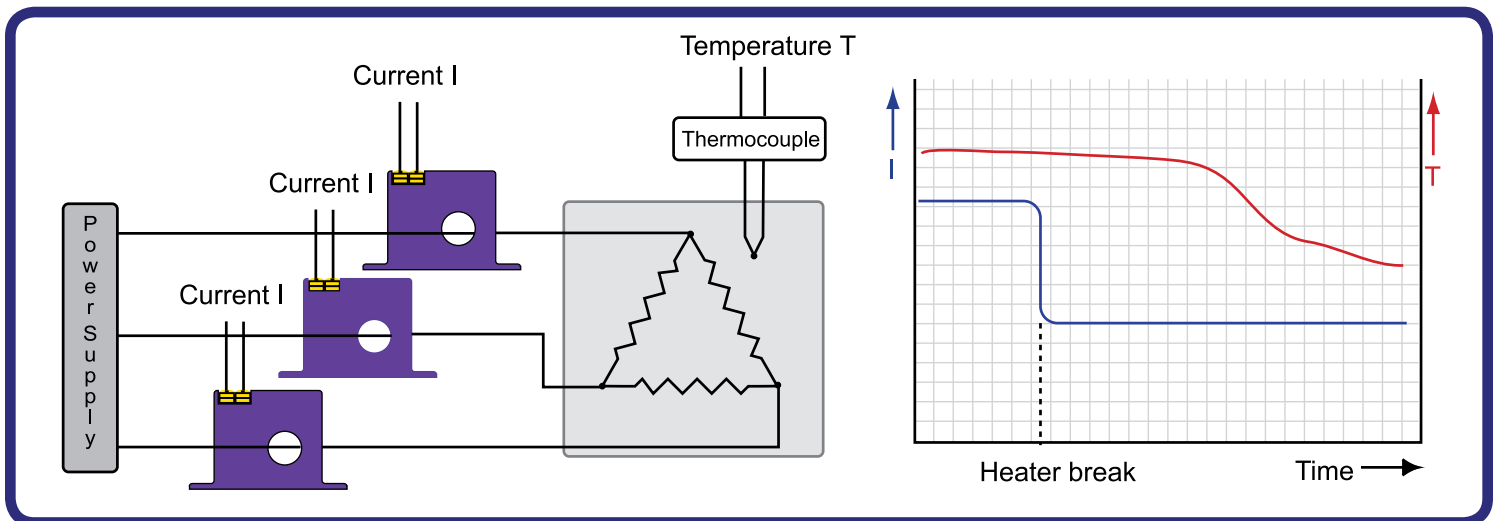 Temperature T
Current I
Thermocouple
Current I
Current I
Power Supply
I
T
Heater break
Time